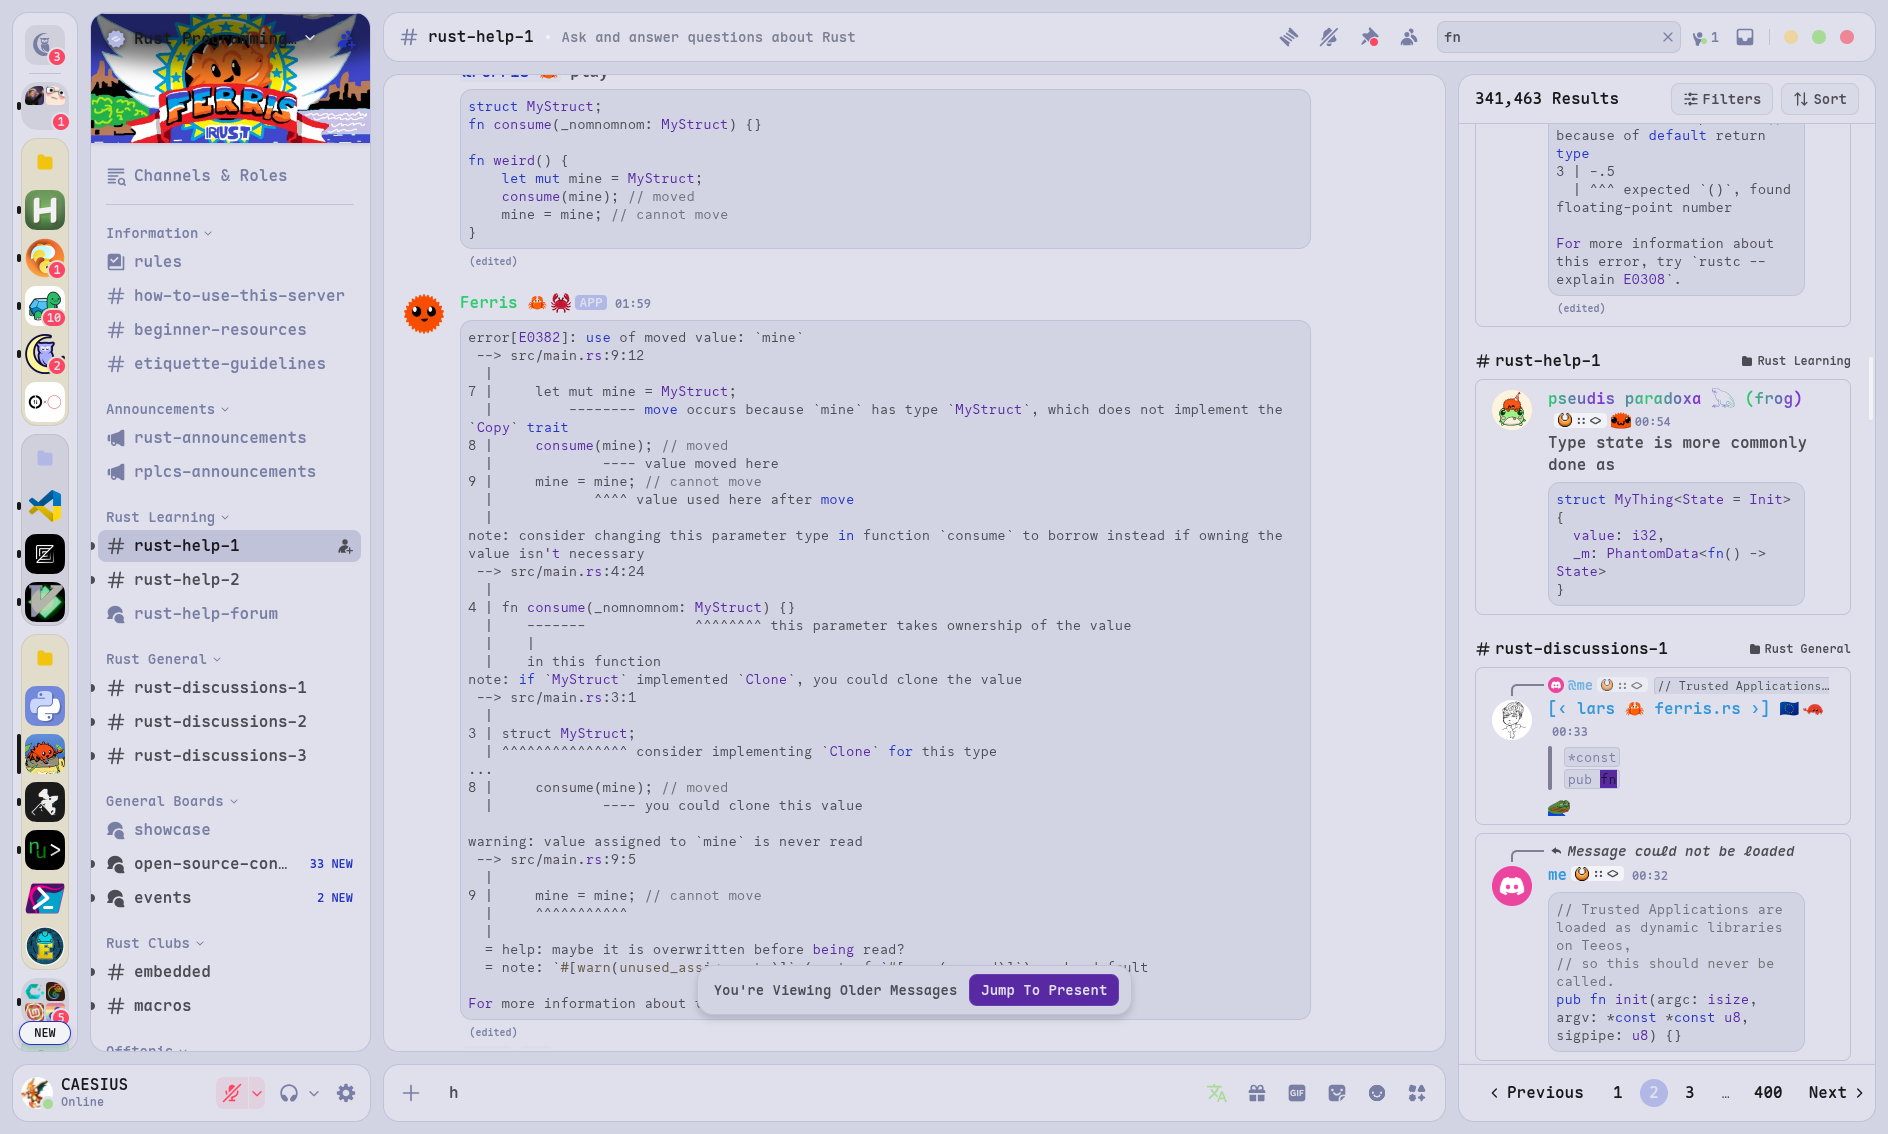 3
1
1
10
2
5
NEW
Rust Programming
FERRIS
RUST
Channels & Roles
Information
rules
how-to-use-this-server
beginner-resources
etiquette-guidelines
Announcements
rust-announcements
rplcs-announcements
Rust Learning
rust-help-1
rust-help-2
rust-help-forum
Rust General
rust-discussions-1
rust-discussions-2
rust-discussions-3
General Boards
showcase
open-source-con… 33 NEW
events 2 NEW
Rust Clubs
embedded
macros
Offtopic
CAESIUS
Online
# rust-help-1 • Ask and answer questions about Rust
fn
1
play
struct MyStruct;
fn consume(_nomnomnom: MyStruct) {}
fn weird() {
let mut mine = MyStruct;
consume(mine); // moved
mine = mine; // cannot move
}
(edited)
Ferris APP 01:59
error[E0382]: use of moved value: `mine`
--> src/main.rs:9:12
|
7 | let mut mine = MyStruct;
| -------- move occurs because `mine` has type `MyStruct`, which does not implement the
`Copy` trait
8 | consume(mine); // moved
| ---- value moved here
9 | mine = mine; // cannot move
| ^^^^ value used here after move
|
note: consider changing this parameter type in function `consume` to borrow instead if owning the
value isn't necessary
--> src/main.rs:4:24
|
4 | fn consume(_nomnomnom: MyStruct) {}
| ------- ^^^^^^^^ this parameter takes ownership of the value
| |
| in this function
note: if `MyStruct` implemented `Clone`, you could clone the value
--> src/main.rs:3:1
|
3 | struct MyStruct;
| ^^^^^^^^^^^^^^^ consider implementing `Clone` for this type
...
8 | consume(mine); // moved
| ---- you could clone this value
warning: value assigned to `mine` is never read
--> src/main.rs:9:5
|
9 | mine = mine; // cannot move
| ^^^^^^^^^^^
|
= help: maybe it is overwritten before being read?
= note: `#[warn(unused_
For more information about
You're Viewing Older Messages Jump To Present
(edited)
h
GIF
341,463 Results
Filters
Sort
because of default return
type
3 | -.5
| ^^^ expected `()`, found
floating-point number
For more information about
this error, try `rustc --
explain E0308`.
(edited)
# rust-help-1 Rust Learning
pseudis paradoxa (frog)
::<> 00:54
Type state is more commonly
done as
struct MyThing<State = Init>
{
value: i32,
_m: PhantomData<fn() ->
State>
}
# rust-discussions-1 Rust General
@me ::<> // Trusted Applications…
[‹ lars ferris.rs ›]
00:33
*const
pub fn
Message could not be loaded
me ::<> 00:32
// Trusted Applications are
loaded as dynamic libraries
on Teeos,
// so this should never be
called.
pub fn init(argc: isize,
argv: *const *const u8,
sigpipe: u8) {}
‹ Previous 1 2 3 … 400 Next ›